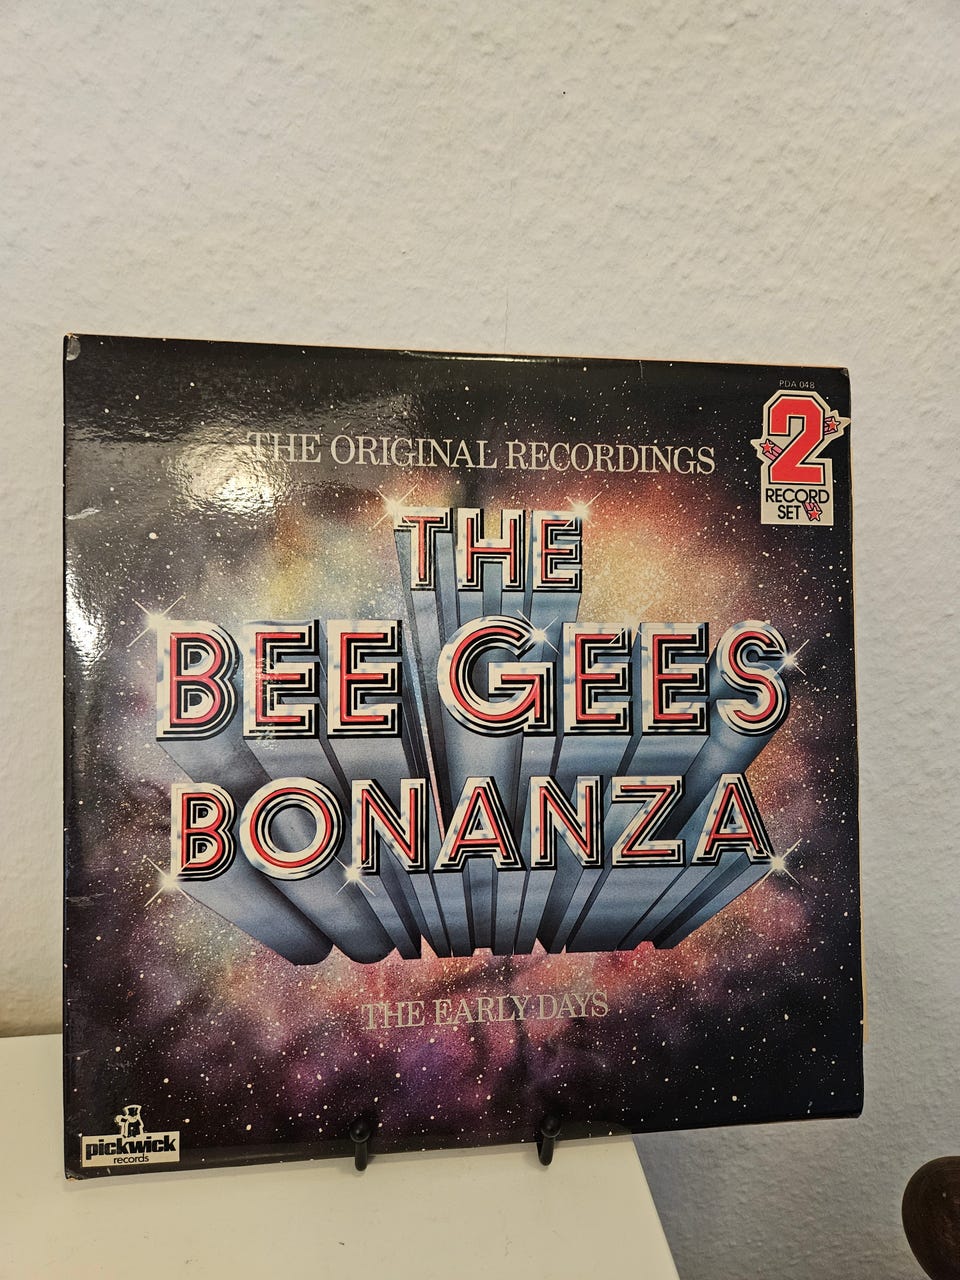 PDA 048
2
RECORD
SET
THE ORIGINAL RECORDINGS
THE
BEE GEES
BONANZA
THE EARLY DAYS
pickwick
records